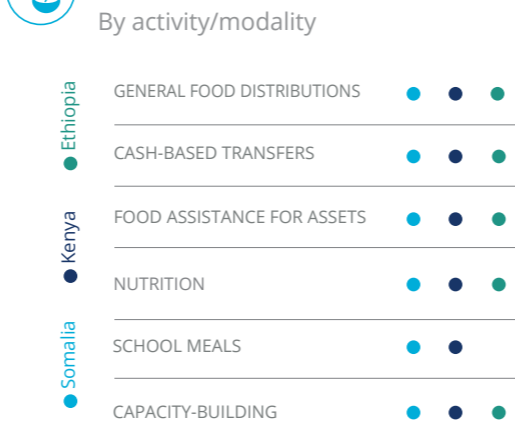 By activity/modality
Ethiopia
Kenya
Somalia
GENERAL FOOD DISTRIBUTIONS
CASH-BASED TRANSFERS
FOOD ASSISTANCE FOR ASSETS
NUTRITION
SCHOOL MEALS
CAPACITY-BUILDING